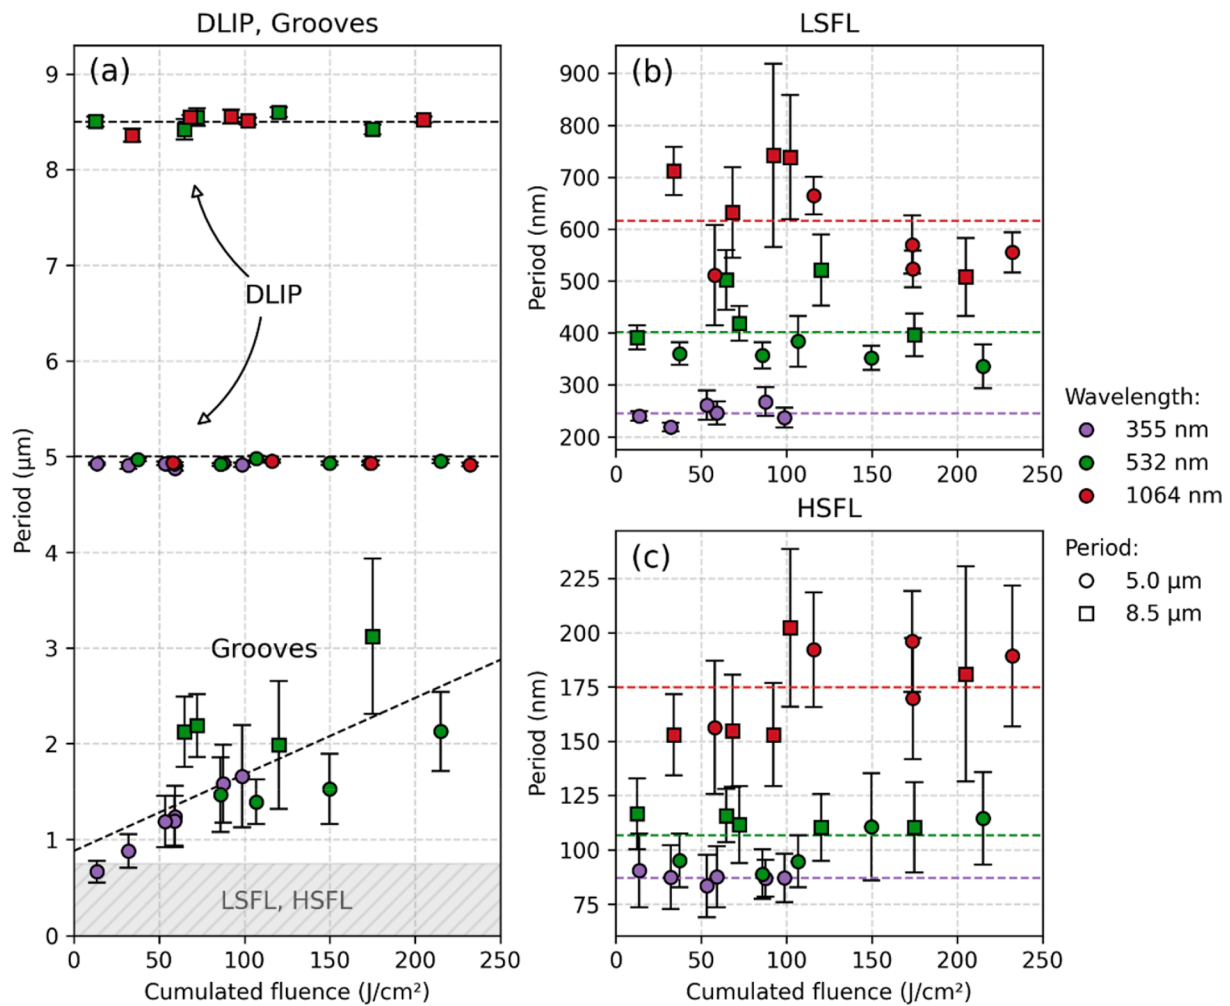 DLIP, Grooves
(a)
9
8
7
6
5
4
3
2
1
0
Period (μm)
DLIP
Grooves
LSFL, HSFL
0 50 100 150 200 250
Cumulated fluence (J/cm²)
LSFL
(b)
900
800
700
600
500
400
300
200
Period (nm)
0 50 100 150 200 250
HSFL
(c)
225
200
175
150
125
100
75
Period (nm)
0 50 100 150 200 250
Cumulated fluence (J/cm²)
Wavelength:
355 nm
532 nm
1064 nm
Period:
5.0 μm
8.5 μm